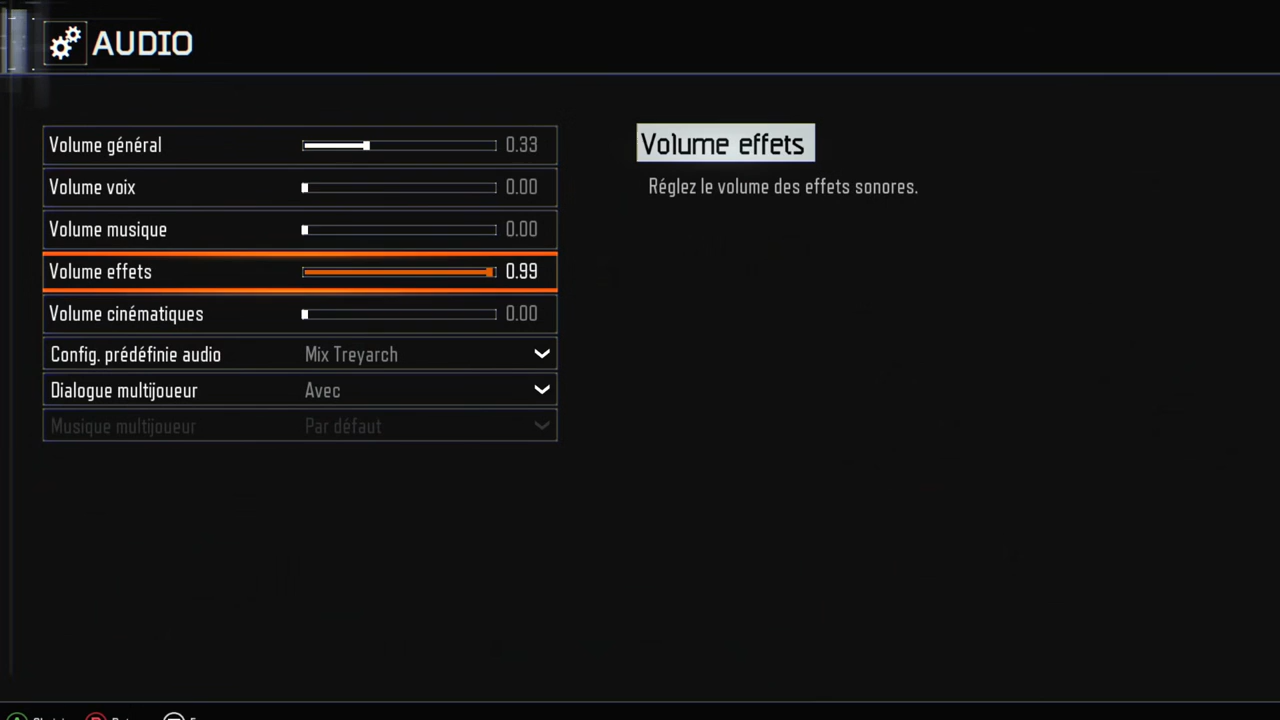 AUDIO
Volume général 0.33
Volume voix 0.00
Volume musique 0.00
Volume effets 0.99
Volume cinématiques 0.00
Config. prédéfinie audio Mix Treyarch
Dialogue multijoueur Avec
Musique multijoueur Par défaut
Volume effets
Réglez le volume des effets sonores.